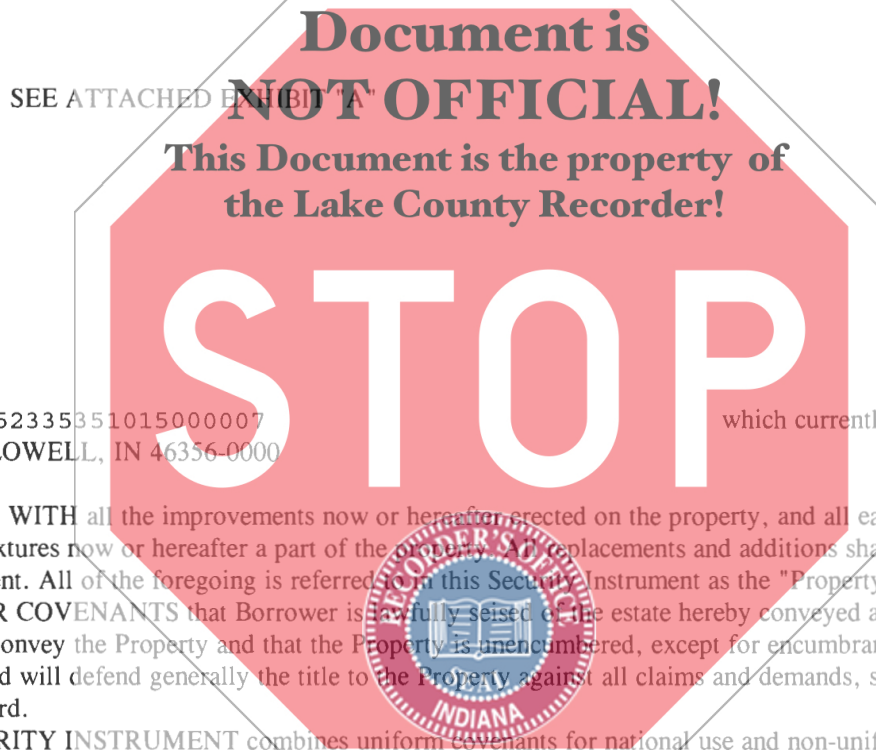 Document is
SEE ATTACHED EXHIBIT "A"
NOT OFFICIAL!
This Document is the property of
the Lake County Recorder!
STOP
52335351015000007 which currentl
LOWELL, IN 46356-0000
WITH all the improvements now or hereafter erected on the property, and all ea
xtures now or hereafter a part of the property. All replacements and additions sha
nt. All of the foregoing is referred to in this Security Instrument as the "Property
R COVENANTS that Borrower is lawfully seised of the estate hereby conveyed a
onvey the Property and that the Property is unencumbered, except for encumbran
d will defend generally the title to the Property against all claims and demands, s
rd.
RITY INSTRUMENT combines uniform covenants for national use and non-unif
RECORDER'S OFFICE
SEAL
INDIANA